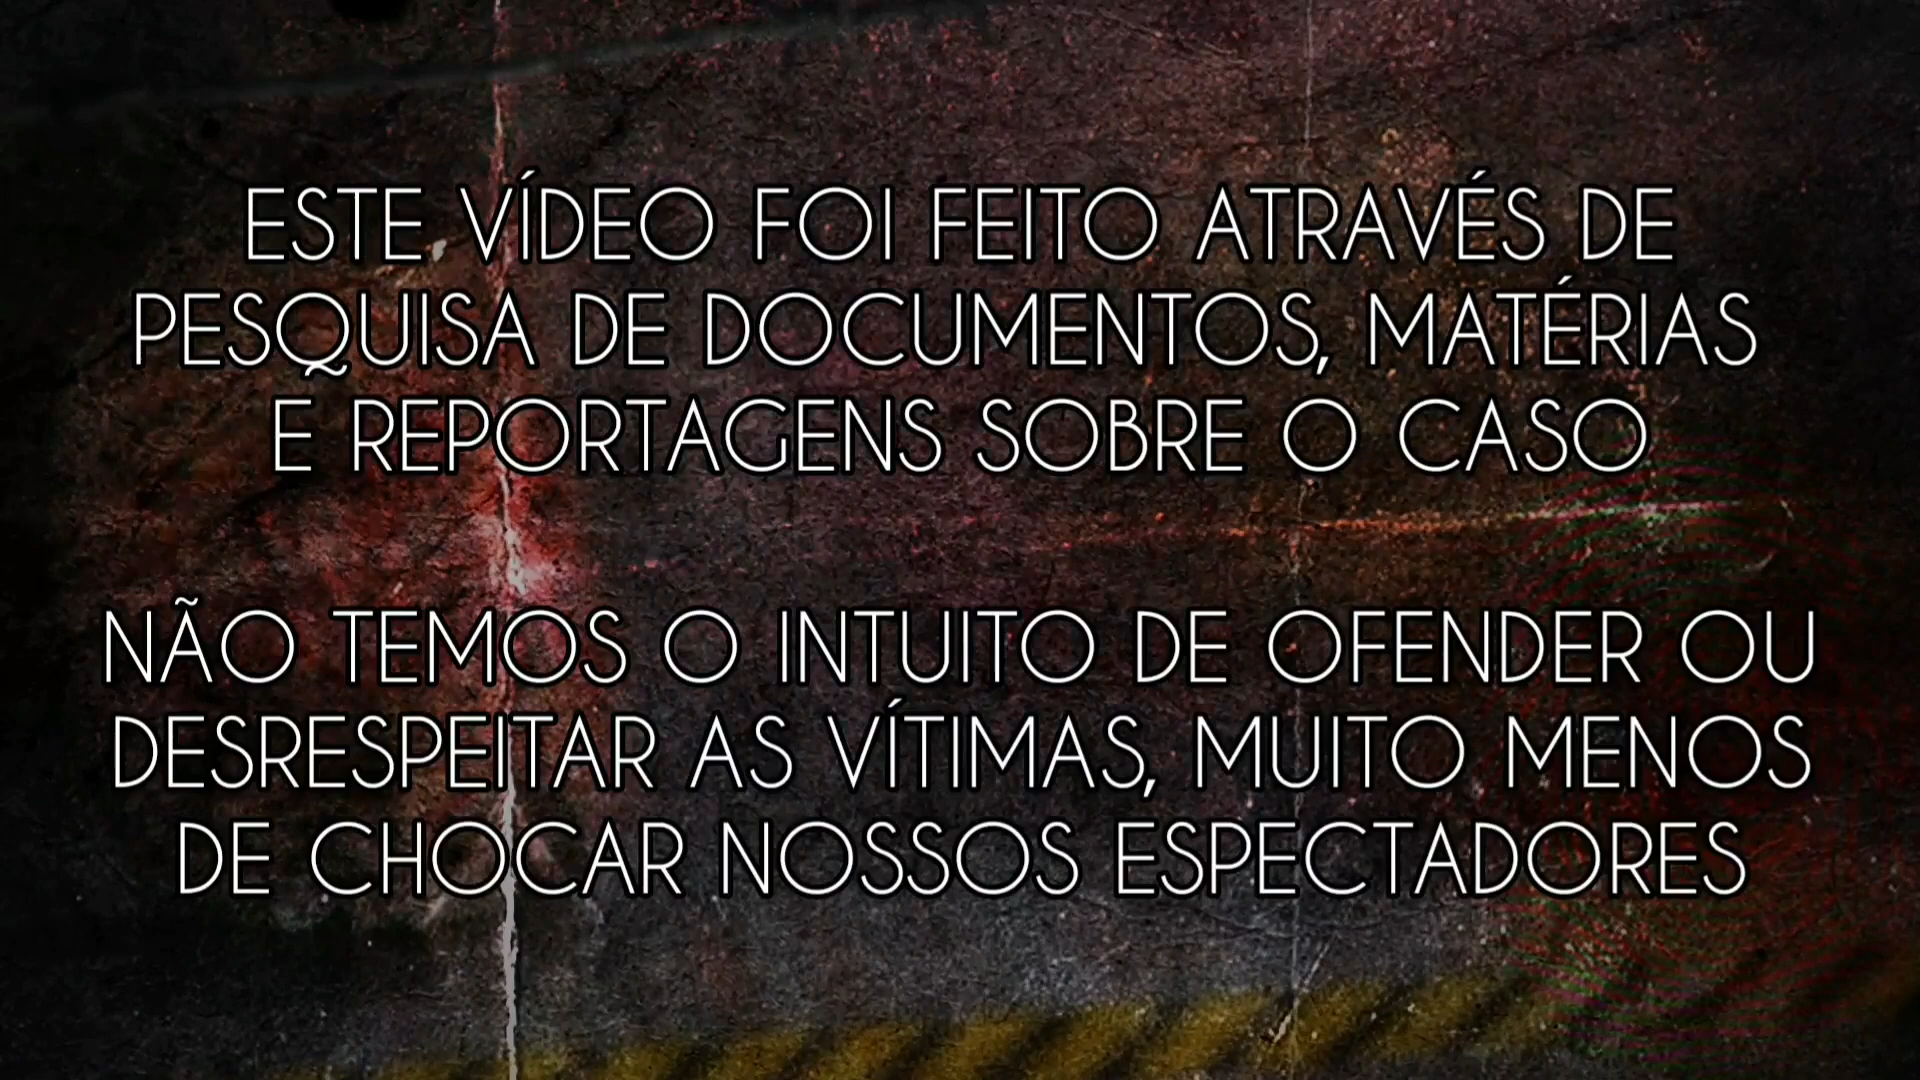 ESTE VÍDEO FOI FEITO ATRAVÉS DE
PESQUISA DE DOCUMENTOS, MATÉRIAS
E REPORTAGENS SOBRE O CASO
NÃO TEMOS O INTUITO DE OFENDER OU
DESRESPEITAR AS VÍTIMAS, MUITO MENOS
DE CHOCAR NOSSOS ESPECTADORES